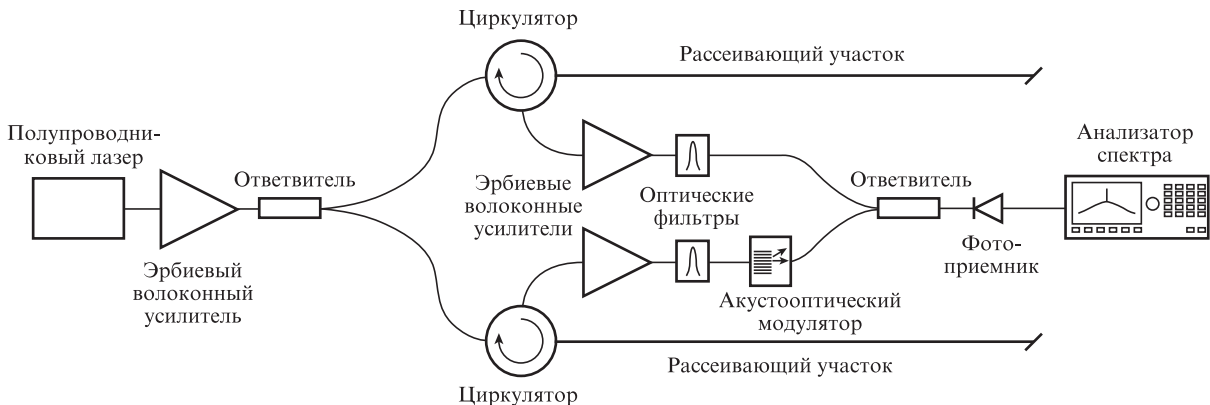 Циркулятор
Рассеивающий участок
Полупроводни-
ковый лазер
Ответвитель
Эрбиевый
волоконный
усилитель
Эрбиевые
волоконные
усилители
Оптические
фильтры
Акустооптический
модулятор
Ответвитель
Фото-
приемник
Анализатор
спектра
Рассеивающий участок
Циркулятор